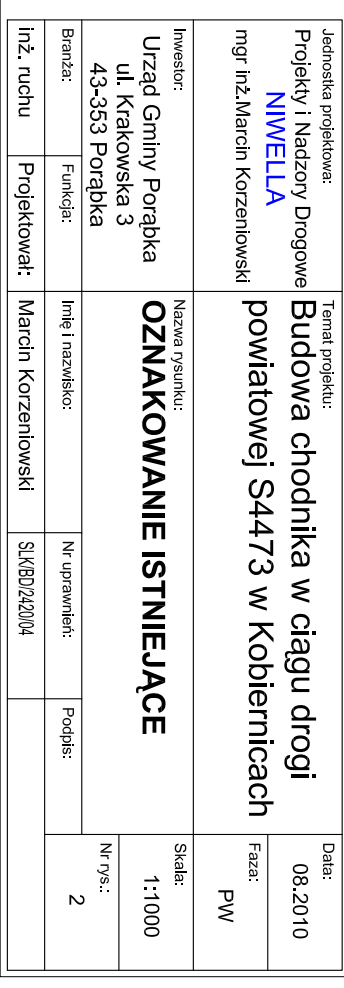 Jednostka projektowa:
Projekty i Nadzory Drogowe
NIWELLA
mgr inż.Marcin Korzeniowski
Temat projektu:
Budowa chodnika w ciągu drogi
powiatowej S4473 w Kobiernicach
Data:
08.2010
Faza:
PW
Inwestor:
Urząd Gminy Porąbka
ul. Krakowska 3
43-353 Porąbka
Nazwa rysunku:
OZNAKOWANIE ISTNIEJĄCE
Skala:
1:1000
Nr rys.:
2
Branża:
Funkcja:
Imię i nazwisko:
Nr uprawnień:
Podpis:
inż. ruchu
Projektował:
Marcin Korzeniowski
SLK/BD/2420/04